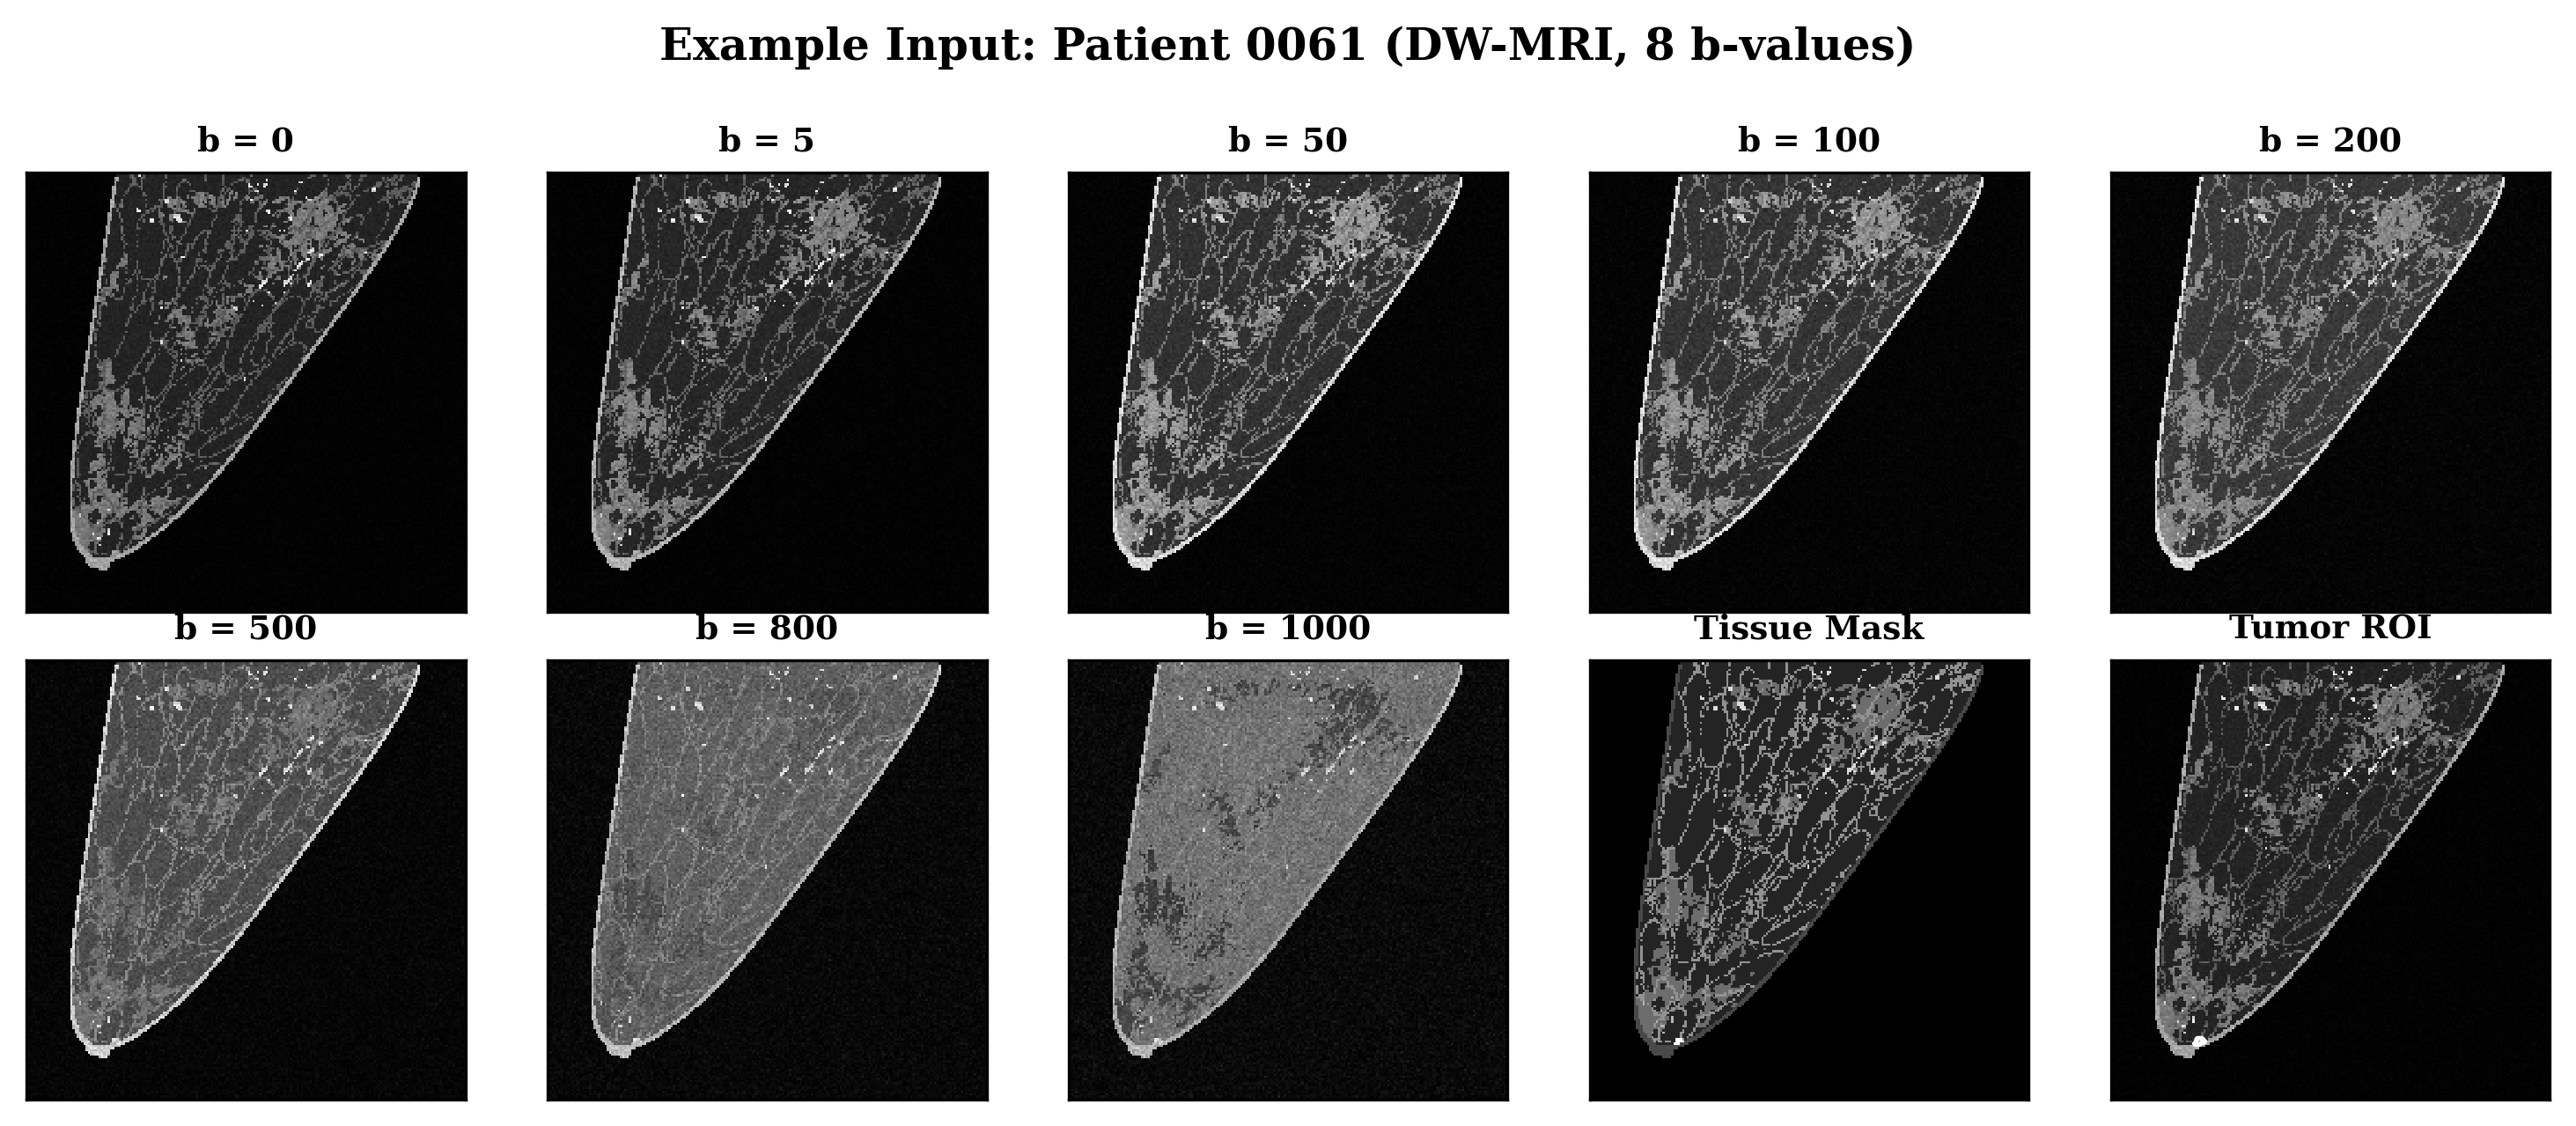 Example Input: Patient 0061 (DW-MRI, 8 b-values)
b = 0
b = 5
b = 50
b = 100
b = 200
b = 500
b = 800
b = 1000
Tissue Mask
Tumor ROI